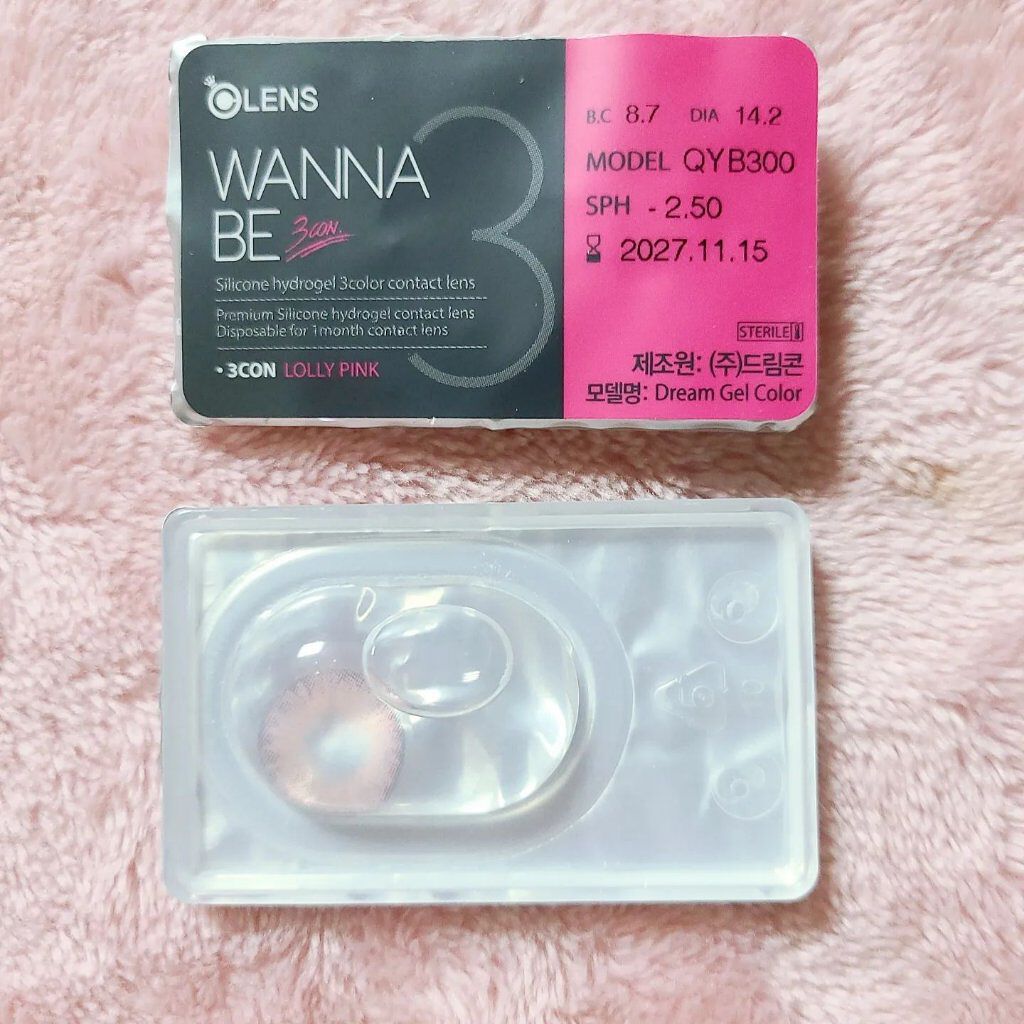 OLENS
WANNA
BE 3CON.
3
Silicone hydrogel 3color contact lens
Premium Silicone hydrogel contact lens
Disposable for 1month contact lens
• 3CON LOLLY PINK
B.C 8.7 DIA 14.2
MODEL QYB300
SPH - 2.50
2027.11.15
STERILE
제조원: (주)드림콘
모델명: Dream Gel Color